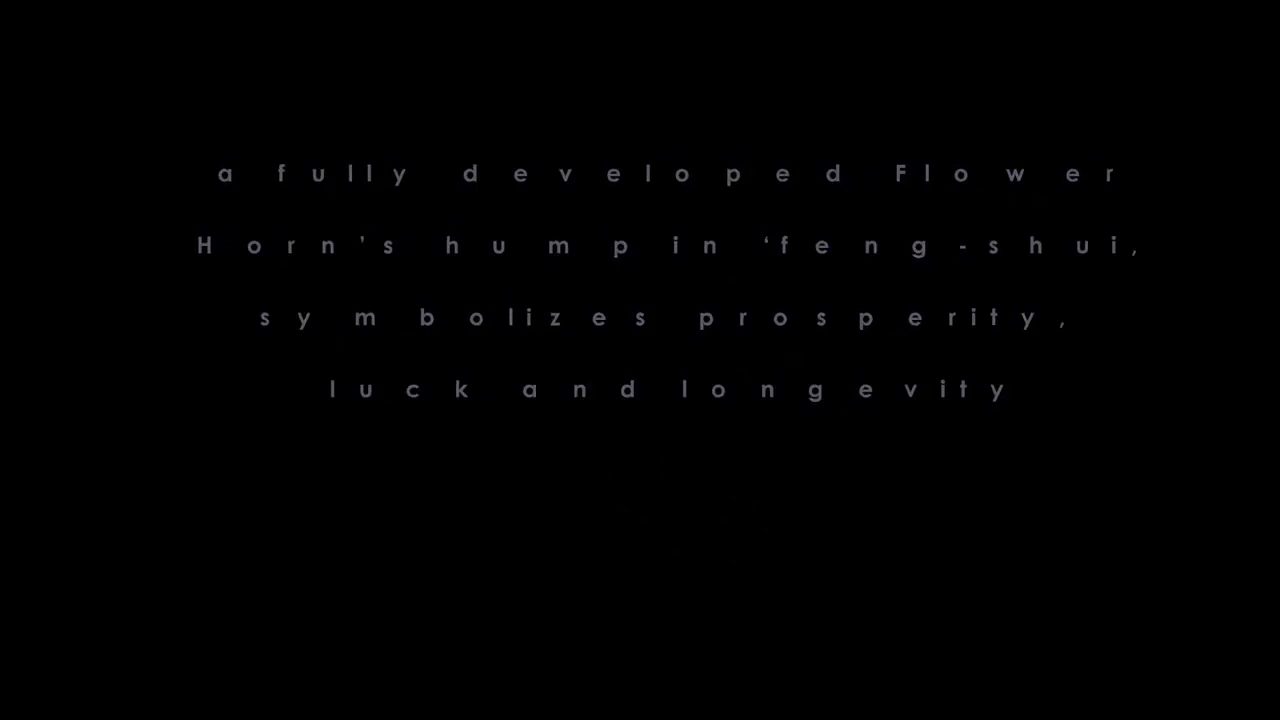 a fully developed Flower
Horn’s hump in ‘feng-shui,
symbolizes prosperity,
luck and longevity